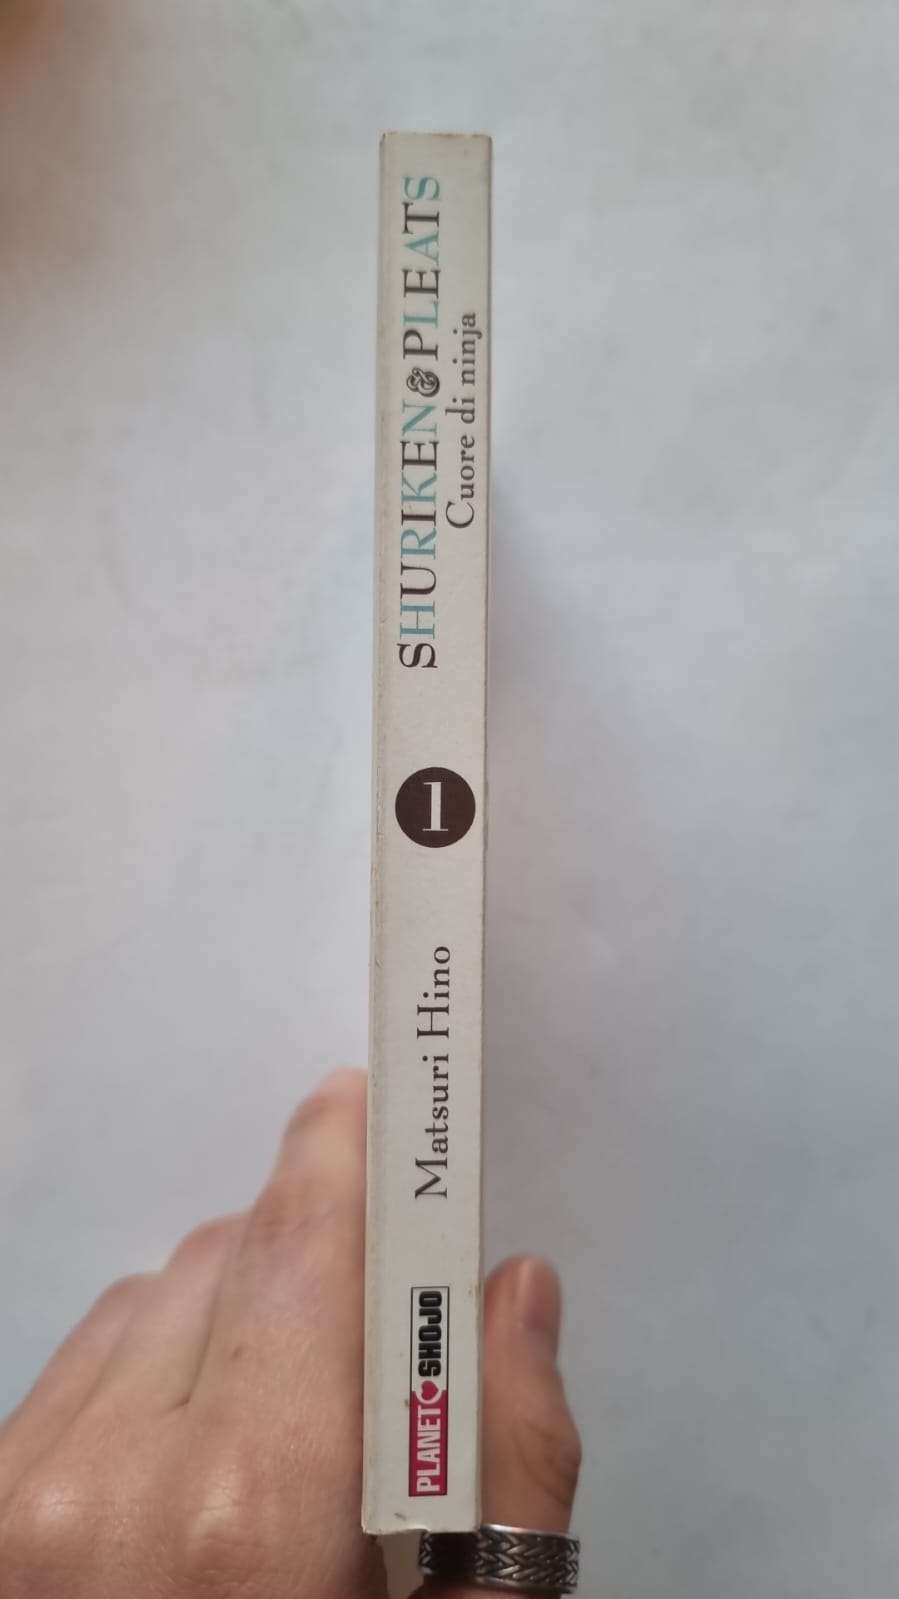 SHURIKEN & PLEATS
Cuore di ninja
1
Matsuri Hino
PLANET SHOJO